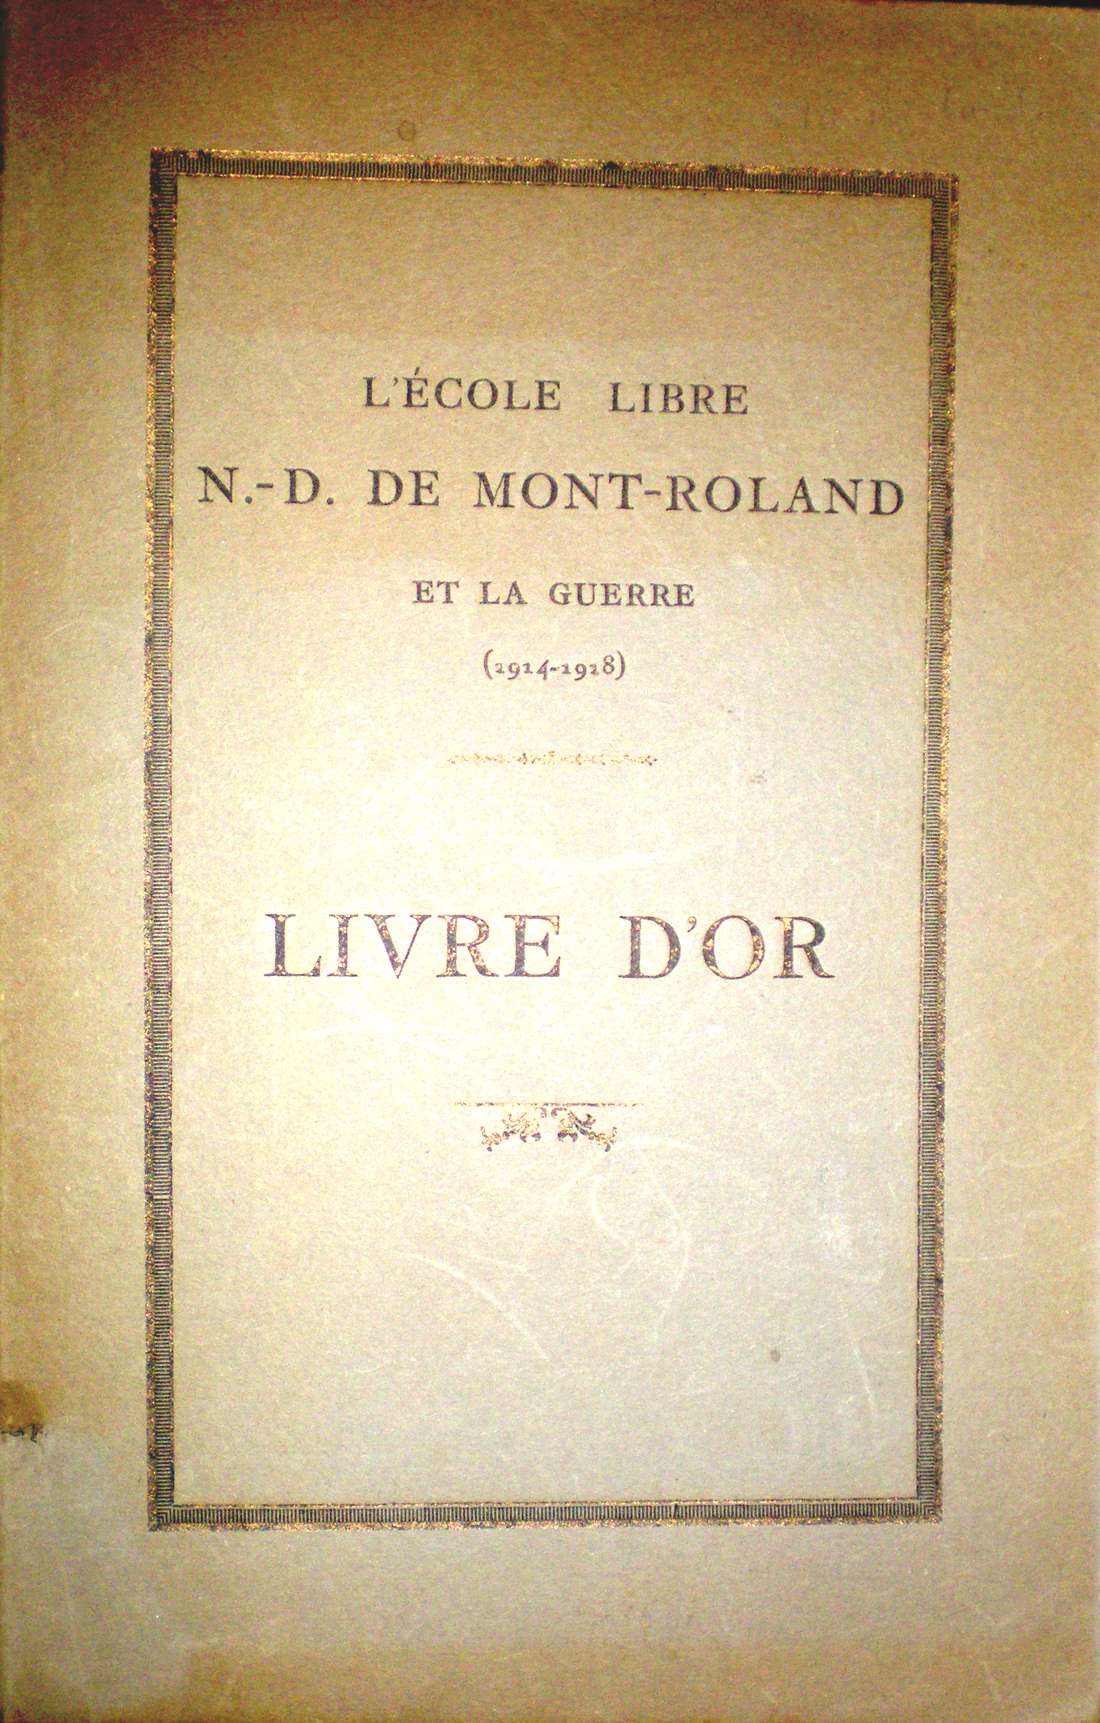 L'ÉCOLE LIBRE
N.-D. DE MONT-ROLAND
ET LA GUERRE
(1914-1918)
LIVRE D'OR